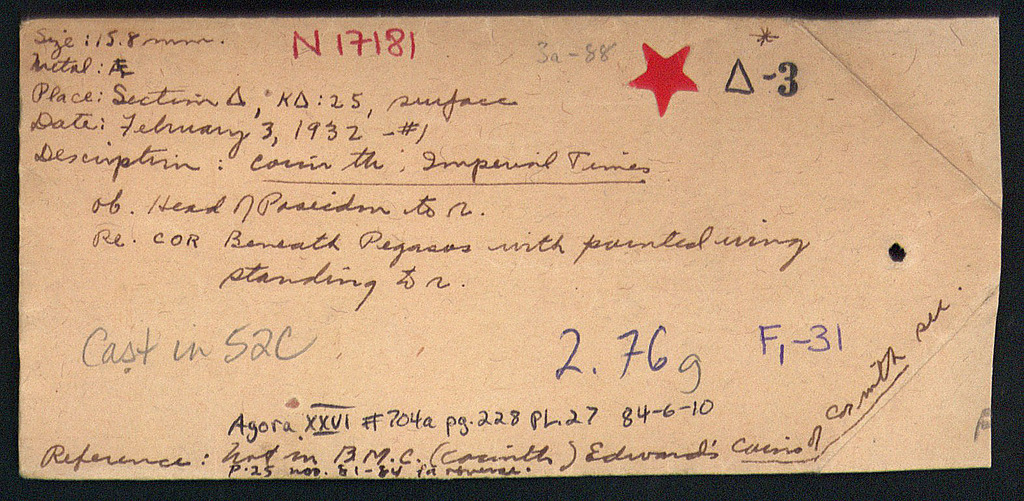 Size: 15.8 mm. N 17181 3a-88 * Δ-3
Metal: Æ
Place: Section Δ, KΔ:25, surface
Date: February 3, 1932 -#1
Description: Corinth, Imperial Times
ob. Head of Poseidon to r.
Re. COR Beneath Pegasos with pointed wing
standing to r.
Cast in S2C 2.76g F,-31
Agora XXVI #704a pg.228 PL.27 84-6-10
Reference: Not in B.M.C. (Corinth) Edward's Coins of Corinth see.
P.25 nos. 81-84 for reverse.